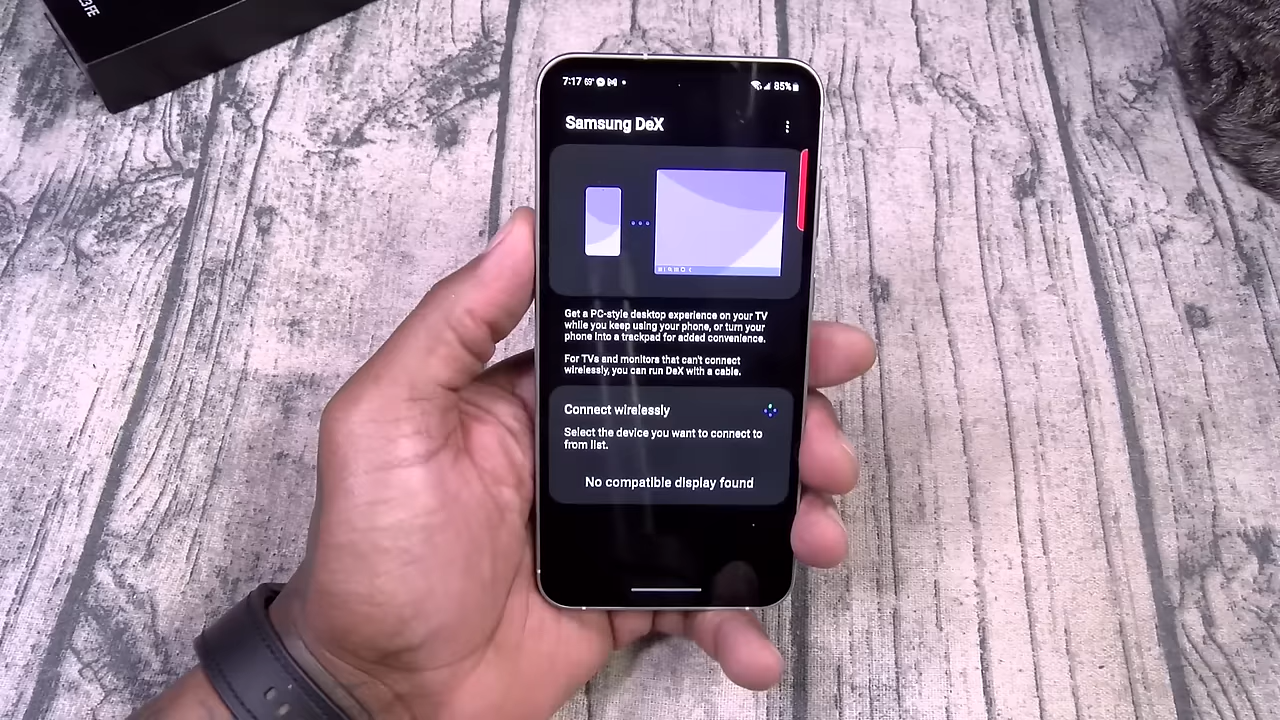 3 FE
7:17 69° 85%
Samsung DeX
Get a PC-style desktop experience on your TV
while you keep using your phone, or turn your
phone into a trackpad for added convenience.
For TVs and monitors that can't connect
wirelessly, you can run DeX with a cable.
Connect wirelessly
Select the device you want to connect to
from list.
No compatible display found